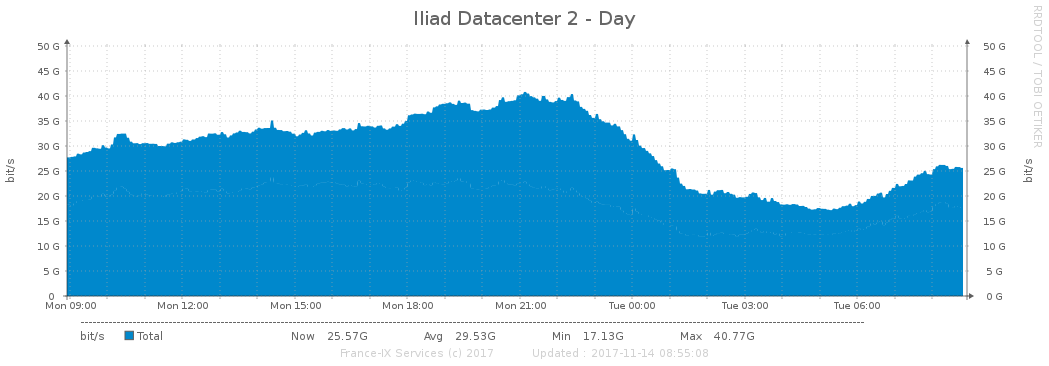 Iliad Datacenter 2 - Day
RRDTOOL / TOBI OETIKER
50 G 50 G
45 G 45 G
40 G 40 G
35 G 35 G
30 G 30 G
25 G 25 G
20 G 20 G
15 G 15 G
10 G 10 G
5 G 5 G
0 0 G
bit/s bit/s
Mon 09:00 Mon 12:00 Mon 15:00 Mon 18:00 Mon 21:00 Tue 00:00 Tue 03:00 Tue 06:00
bit/s Total Now 25.57G Avg 29.53G Min 17.13G Max 40.77G
France-IX Services (c) 2017 Updated : 2017-11-14 08:55:08